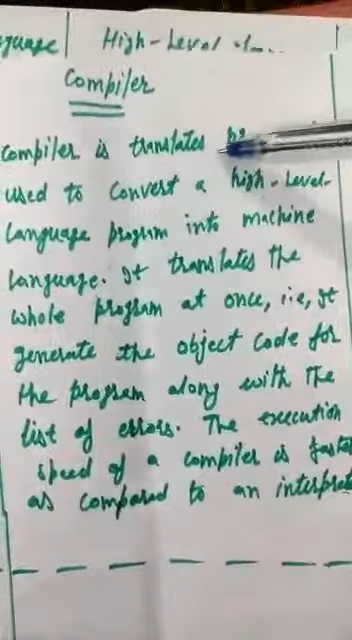 guage High-Level
Compiler
Compiler is translates
used to convert a high-Level-
Language program into machine
Language. It translates the
whole program at once, i.e, It
generate the object code for
the program along with the
list of errors. The execution
speed of a compiler is faste
as compared to an interpret